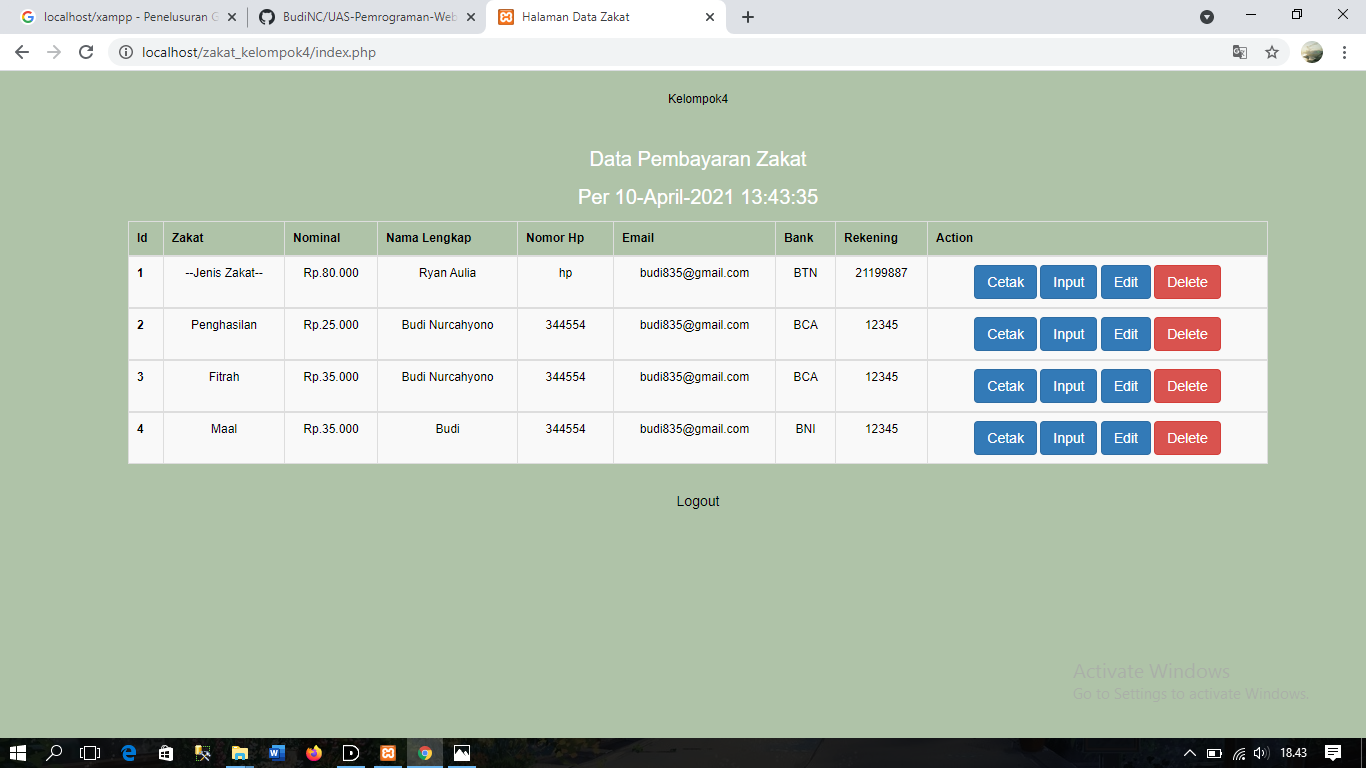 localhost/xampp - Penelusuran G
BudiNC/UAS-Pemrograman-Web
Halaman Data Zakat
localhost/zakat_kelompok4/index.php
Kelompok4
Data Pembayaran Zakat
Per 10-April-2021 13:43:35
Id Zakat Nominal Nama Lengkap Nomor Hp Email Bank Rekening Action
1 --Jenis Zakat-- Rp.80.000 Ryan Aulia hp budi835@gmail.com BTN 21199887 Cetak Input Edit Delete
2 Penghasilan Rp.25.000 Budi Nurcahyono 344554 budi835@gmail.com BCA 12345 Cetak Input Edit Delete
3 Fitrah Rp.35.000 Budi Nurcahyono 344554 budi835@gmail.com BCA 12345 Cetak Input Edit Delete
4 Maal Rp.35.000 Budi 344554 budi835@gmail.com BNI 12345 Cetak Input Edit Delete
Logout
Activate Windows
Go to Settings to activate Windows.
18.43